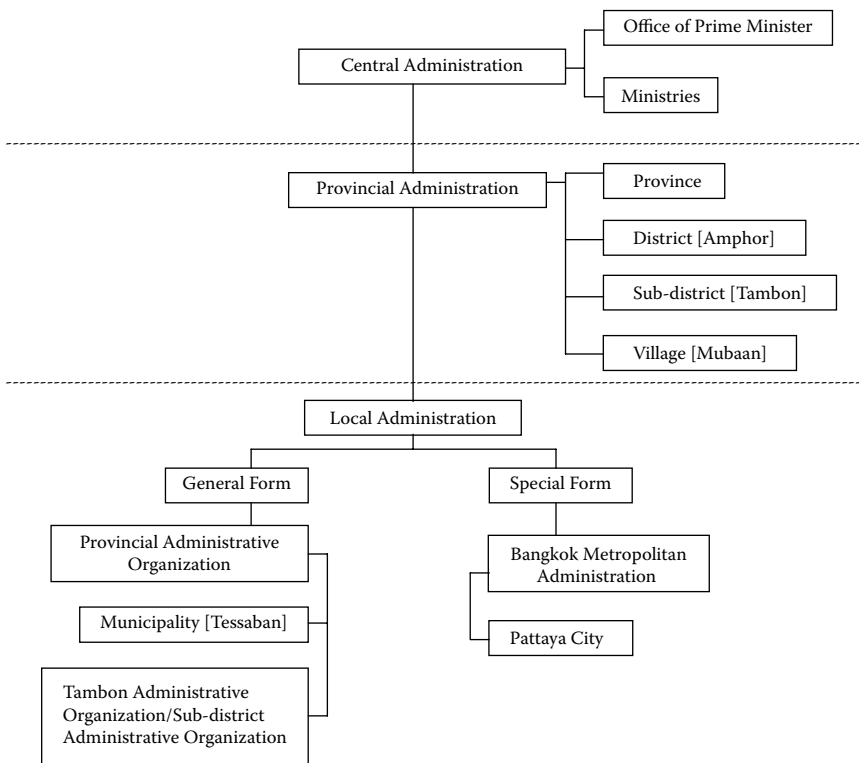 Office of Prime Minister
Central Administration
Ministries
Provincial Administration
Province
District [Amphor]
Sub-district [Tambon]
Village [Mubaan]
Local Administration
General Form
Special Form
Provincial Administrative
Organization
Municipality [Tessaban]
Tambon Administrative
Organization/Sub-district
Administrative Organization
Bangkok Metropolitan
Administration
Pattaya City